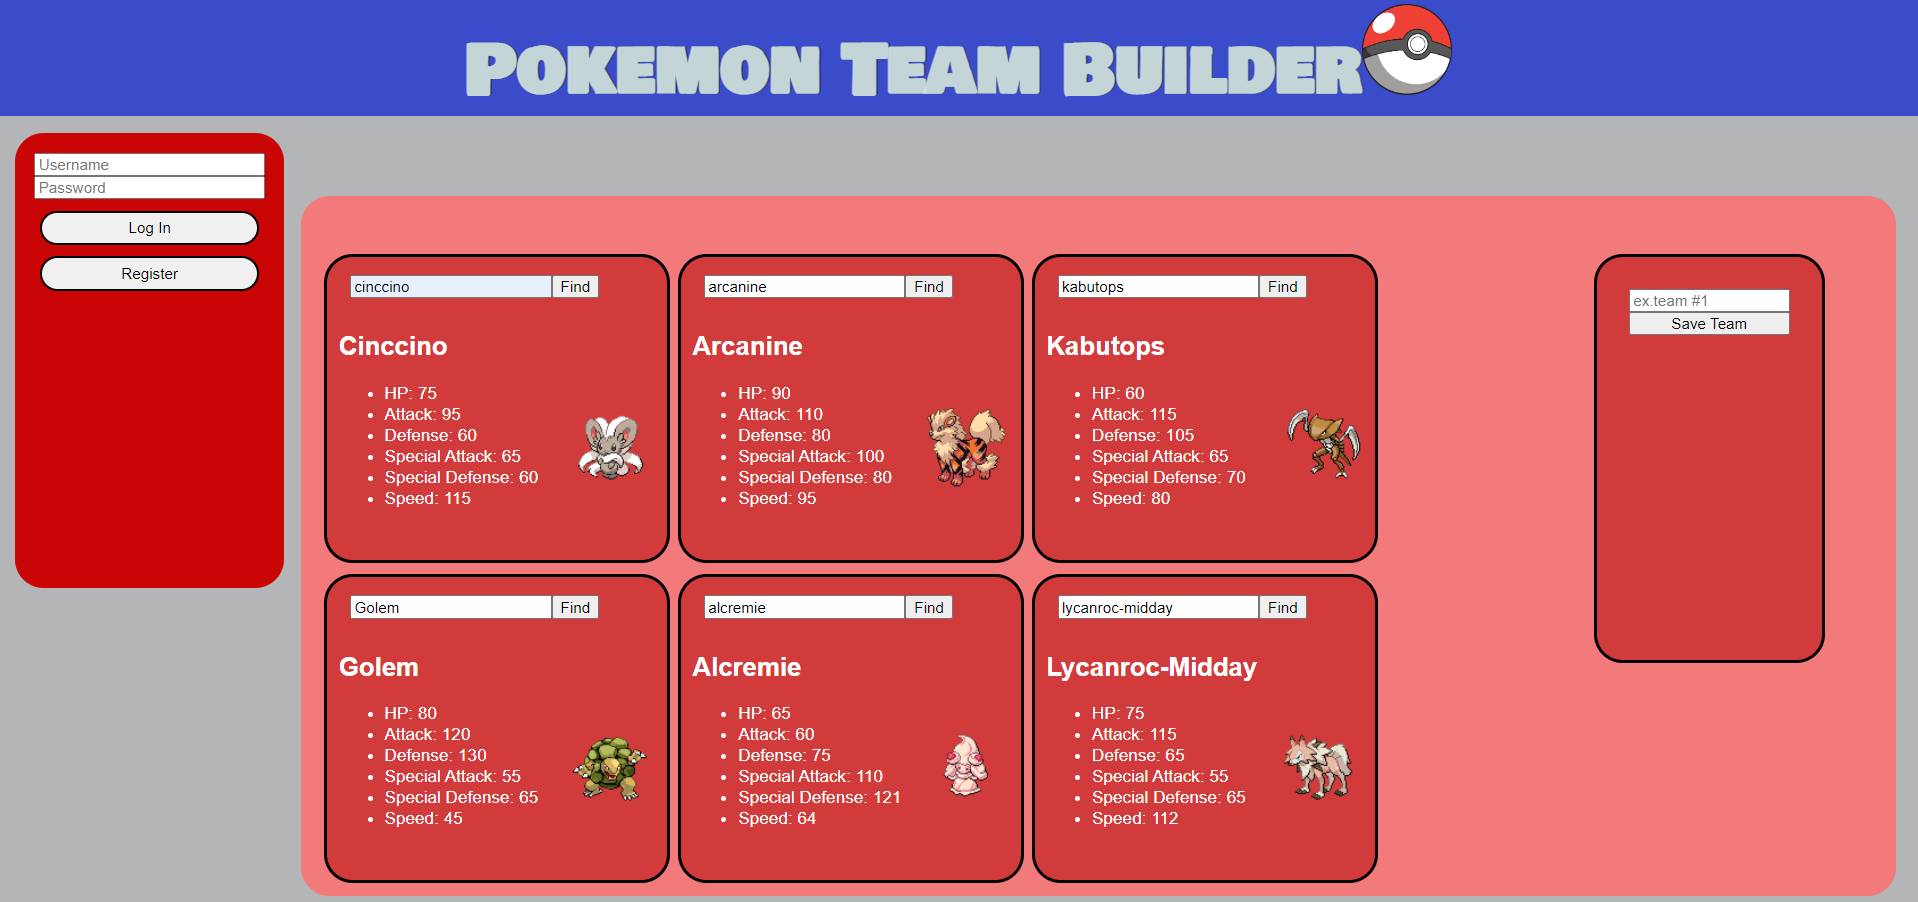 Pokemon Team Builder
Username
Password
Log In
Register
cinccino Find
Cinccino
HP: 75
Attack: 95
Defense: 60
Special Attack: 65
Special Defense: 60
Speed: 115
arcanine Find
Arcanine
HP: 90
Attack: 110
Defense: 80
Special Attack: 100
Special Defense: 80
Speed: 95
kabutops Find
Kabutops
HP: 60
Attack: 115
Defense: 105
Special Attack: 65
Special Defense: 70
Speed: 80
ex.team #1
Save Team
Golem Find
Golem
HP: 80
Attack: 120
Defense: 130
Special Attack: 55
Special Defense: 65
Speed: 45
alcremie Find
Alcremie
HP: 65
Attack: 60
Defense: 75
Special Attack: 110
Special Defense: 121
Speed: 64
lycanroc-midday Find
Lycanroc-Midday
HP: 75
Attack: 115
Defense: 65
Special Attack: 55
Special Defense: 65
Speed: 112